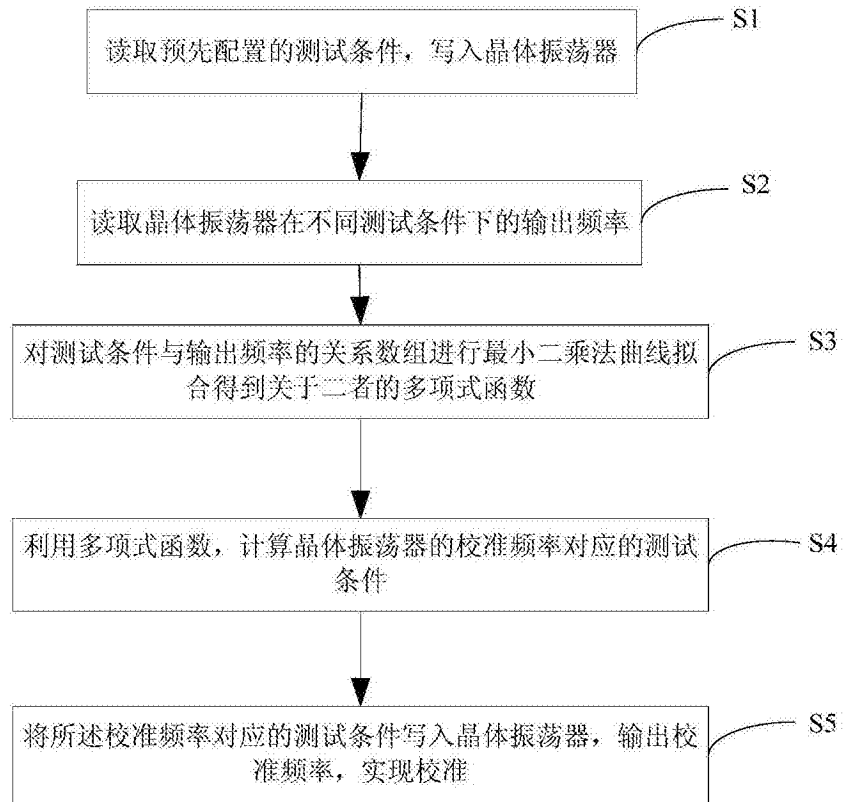 S1
读取预先配置的测试条件，写入晶体振荡器
S2
读取晶体振荡器在不同测试条件下的输出频率
S3
对测试条件与输出频率的关系数组进行最小二乘法曲线拟
合得到关于二者的多项式函数
S4
利用多项式函数，计算晶体振荡器的校准频率对应的测试
条件
S5
将所述校准频率对应的测试条件写入晶体振荡器，输出校
准频率，实现校准